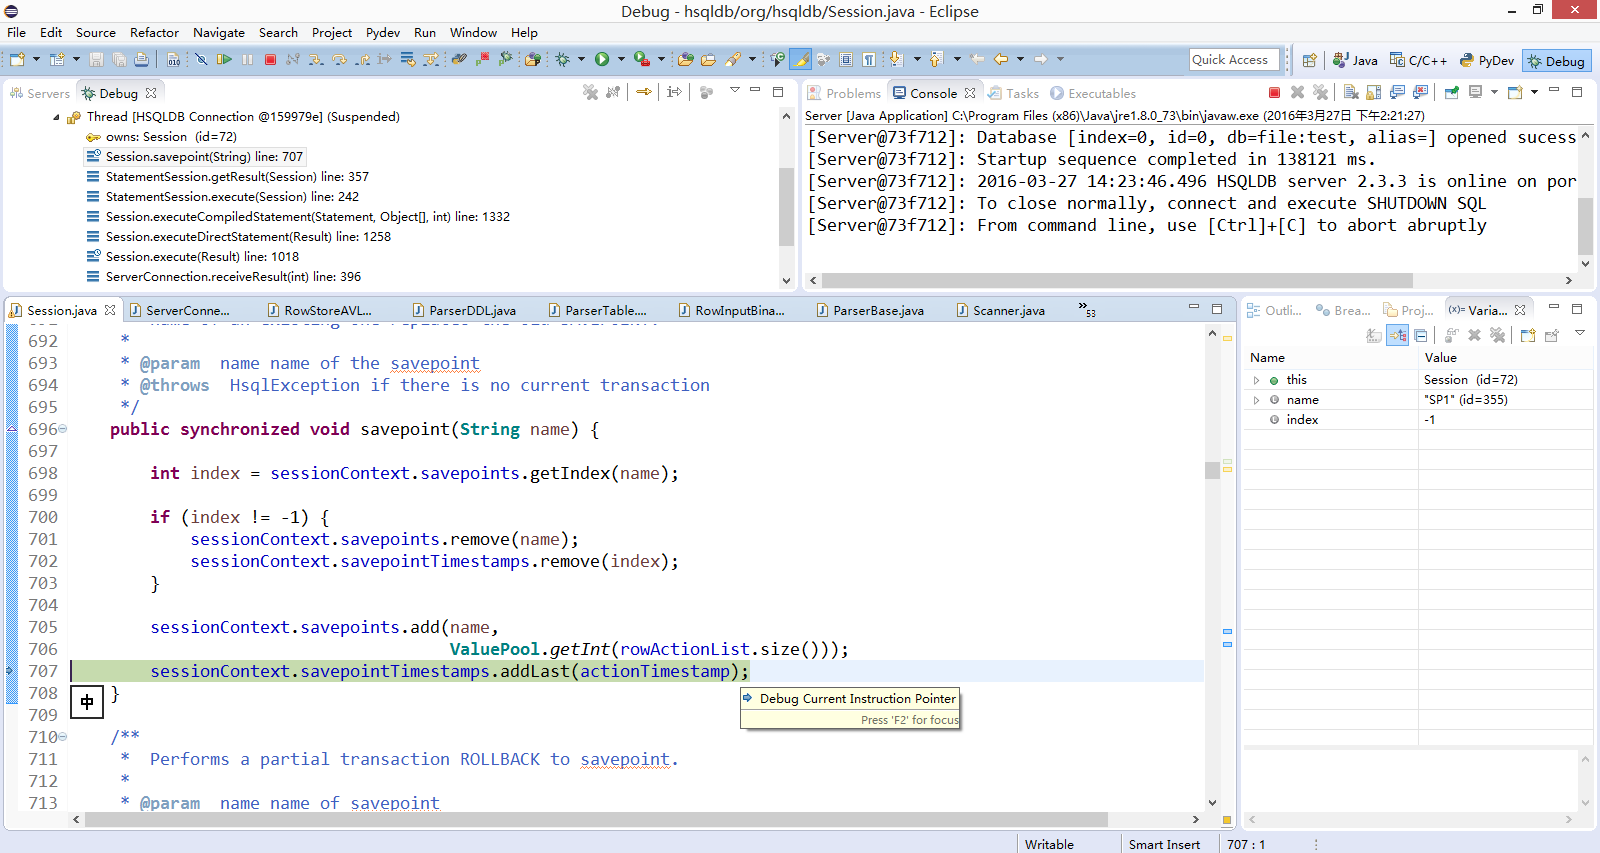 Debug - hsqldb/org/hsqldb/Session.java - Eclipse
File Edit Source Refactor Navigate Search Project Pydev Run Window Help
Quick Access
Java C/C++ PyDev Debug
Servers Debug
Thread [HSQLDB Connection @159979e] (Suspended)
owns: Session (id=72)
Session.savepoint(String) line: 707
StatementSession.getResult(Session) line: 357
StatementSession.execute(Session) line: 242
Session.executeCompiledStatement(Statement, Object[], int) line: 1332
Session.executeDirectStatement(Result) line: 1258
Session.execute(Result) line: 1018
ServerConnection.receiveResult(int) line: 396
Problems Console Tasks Executables
Server [Java Application] C:\Program Files (x86)\Java\jre1.8.0_73\bin\javaw.exe (2016年3月27日 下午2:21:27)
[Server@73f712]: Database [index=0, id=0, db=file:test, alias=] opened sucess
[Server@73f712]: Startup sequence completed in 138121 ms.
[Server@73f712]: 2016-03-27 14:23:46.496 HSQLDB server 2.3.3 is online on por
[Server@73f712]: To close normally, connect and execute SHUTDOWN SQL
[Server@73f712]: From command line, use [Ctrl]+[C] to abort abruptly
Session.java ServerConne... RowStoreAVL... ParserDDL.java ParserTable.... RowInputBina... ParserBase.java Scanner.java »53
692 *
693 * @param name name of the savepoint
694 * @throws HsqlException if there is no current transaction
695 */
696 public synchronized void savepoint(String name) {
697
698 int index = sessionContext.savepoints.getIndex(name);
699
700 if (index != -1) {
701 sessionContext.savepoints.remove(name);
702 sessionContext.savepointTimestamps.remove(index);
703 }
704
705 sessionContext.savepoints.add(name,
706 ValuePool.getInt(rowActionList.size()));
707 sessionContext.savepointTimestamps.addLast(actionTimestamp);
708 }
中
709
710 /**
711 * Performs a partial transaction ROLLBACK to savepoint.
712 *
713 * @param name name of savepoint
Debug Current Instruction Pointer
Press 'F2' for focus
Outli... Brea... Proj... (x)= Varia...
Name Value
this Session (id=72)
name "SP1" (id=355)
index -1
Writable Smart Insert 707 : 1